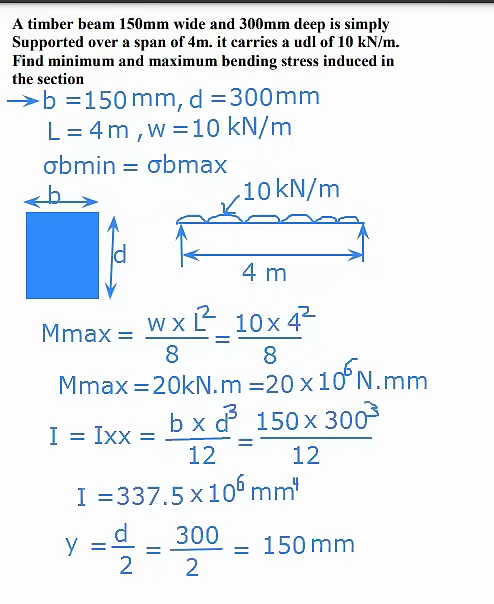 A timber beam 150mm wide and 300mm deep is simply
Supported over a span of 4m. it carries a udl of 10 kN/m.
Find minimum and maximum bending stress induced in
the section
→ b =150 mm, d =300mm
L = 4 m , w =10 kN/m
σbmin = σbmax
b
10 kN/m
d
4 m
Mmax = w x L² / 8 = 10 x 4² / 8
Mmax =20kN.m =20 x 10⁶ N.mm
I = Ixx = b x d³ / 12 = 150 x 300³ / 12
I =337.5 x 10⁶ mm⁴
y = d / 2 = 300 / 2 = 150 mm